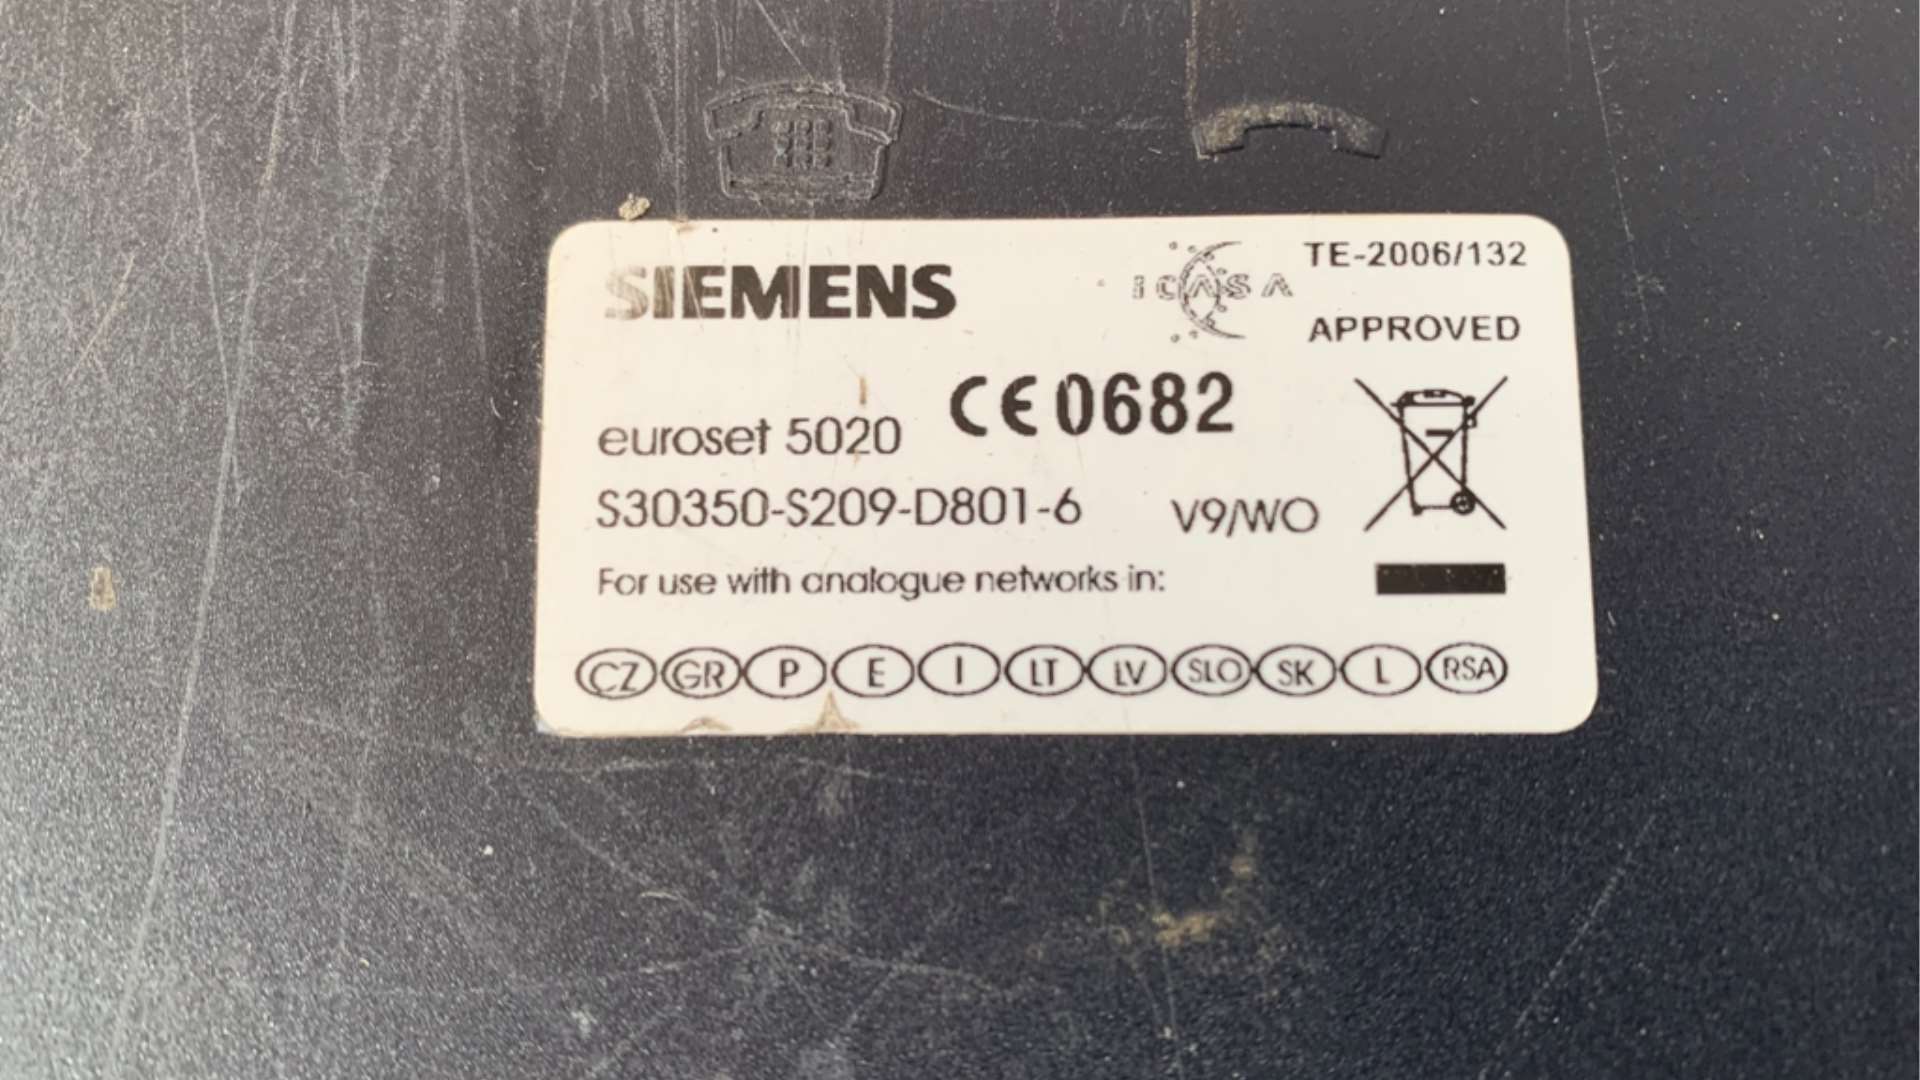 SIEMENS
ICASA
TE-2006/132
APPROVED
CE 0682
euroset 5020
S30350-S209-D801-6 V9/WO
For use with analogue networks in:
CZ GR P E I LT LV SLO SK L RSA